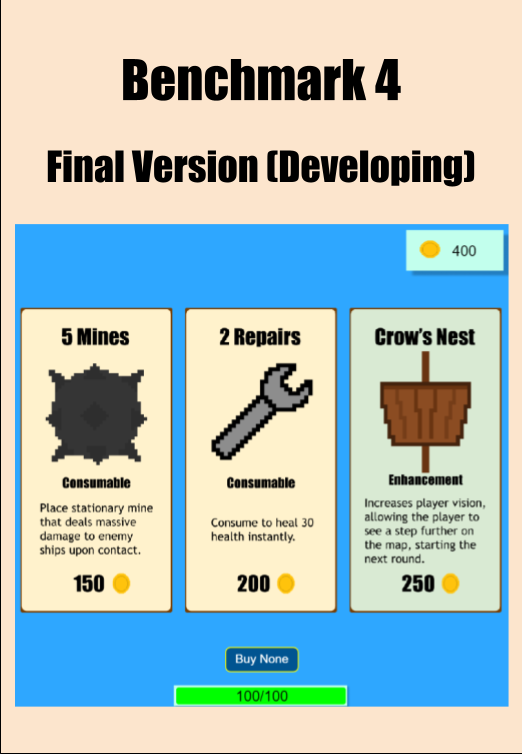 Benchmark 4
Final Version (Developing)
400
5 Mines
Consumable
Place stationary mine
that deals massive
damage to enemy
ships upon contact.
150
2 Repairs
Consumable
Consume to heal 30
health instantly.
200
Crow's Nest
Enhancement
Increases player vision,
allowing the player to
see a step further on
the map, starting the
next round.
250
Buy None
100/100